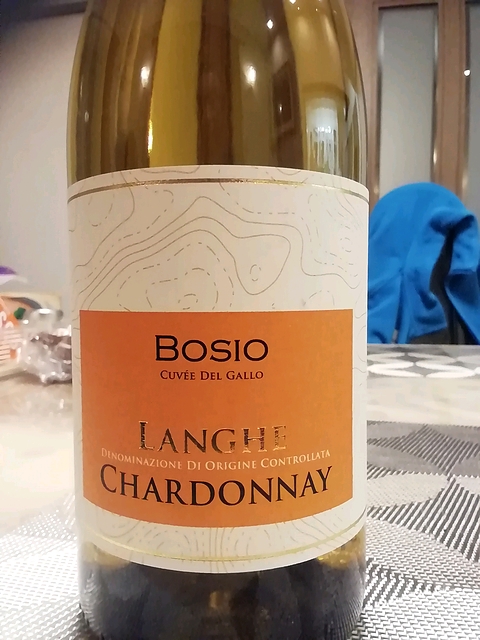 BOSIO
CUVÉE DEL GALLO
LANGHE
DENOMINAZIONE DI ORIGINE CONTROLLATA
CHARDONNAY